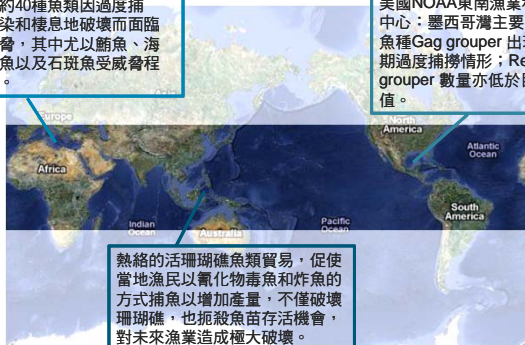 約40種魚類因過度捕
染和棲息地破壞而面臨
脅，其中尤以鮪魚、海
魚以及石斑魚受威脅程
。
美國NOAA東南漁業科
中心：墨西哥灣主要
魚種Gag grouper 出現
期過度捕撈情形；Re
grouper 數量亦低於目
值。
Europe
North
America
Atlantic
Ocean
Africa
South
America
Indian
Ocean
Pacific
Ocean
Australia
熱絡的活珊瑚礁魚類貿易，促使
當地漁民以氰化物毒魚和炸魚的
方式捕魚以增加產量，不僅破壞
珊瑚礁，也扼殺魚苗存活機會，
對未來漁業造成極大破壞。